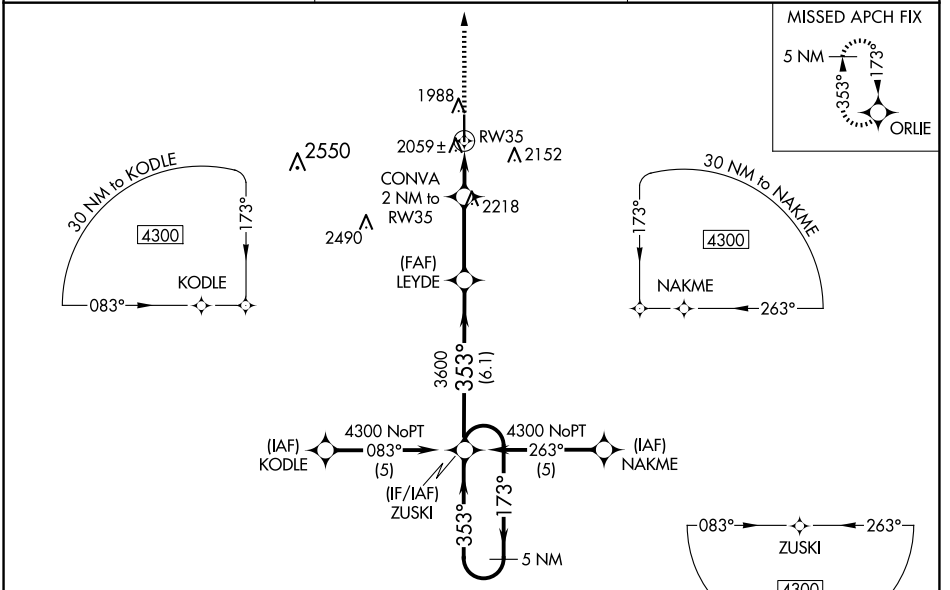 MISSED APCH FIX
5 NM
353°
173°
ORLIE
1988
RW35
2059±
2152
2550
CONVA
2 NM to
RW35
2218
2490
30 NM to KODLE
4300
173°
KODLE
083°
30 NM to NAKME
4300
173°
NAKME
263°
(FAF)
LEYDE
3600
353°
(6.1)
(IAF)
KODLE
4300 NoPT
083°
(5)
4300 NoPT
263°
(5)
(IAF)
NAKME
(IF/IAF)
ZUSKI
353°
173°
5 NM
083°
263°
ZUSKI
4300